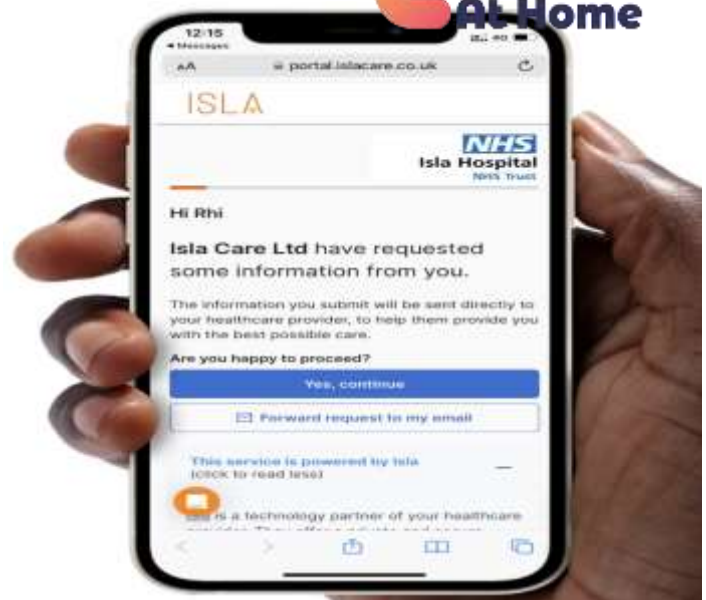 At Home
12:15
4G
Messages
AA
portal.islacare.co.uk
ISLA
NHS
Isla Hospital
NHS Trust
Hi Rhi
Isla Care Ltd have requested
some information from you.
The information you submit will be sent directly to
your healthcare provider, to help them provide you
with the best possible care.
Are you happy to proceed?
Yes, continue
Forward request to my email
This service is powered by Isla
(click to read less)
is a technology partner of your healthcare